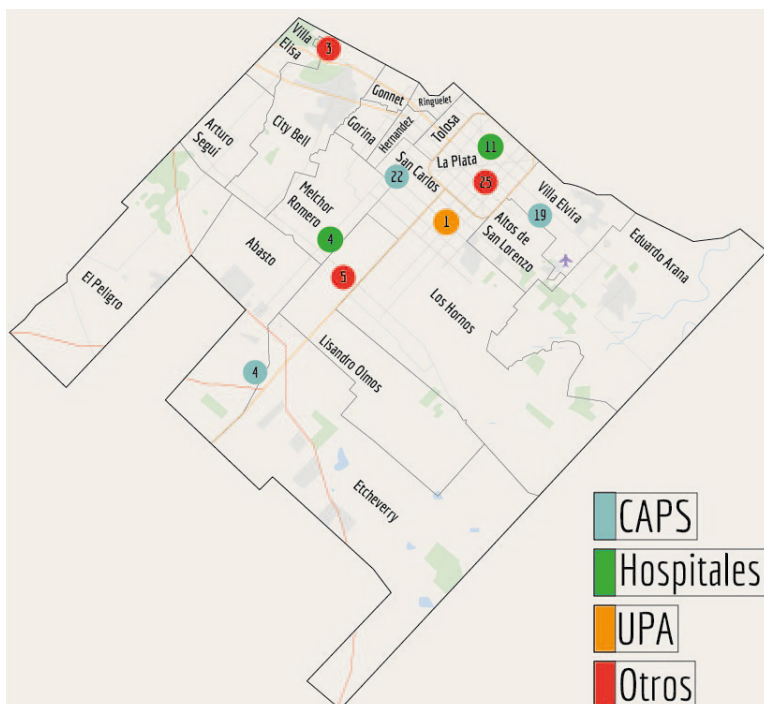 Villa
Elisa
3
Gonnet
Ringuelet
Arturo
Seguí
City Bell
Gorina
Hernandez
Tolosa
11
La Plata
San Carlos
22
25
Villa Elvira
19
Melchor
Romero
4
1
Altos de
San Lorenzo
Eduardo Arana
Abasto
5
El Peligro
Los Hornos
4
Lisandro Olmos
Etcheverry
CAPS
Hospitales
UPA
Otros